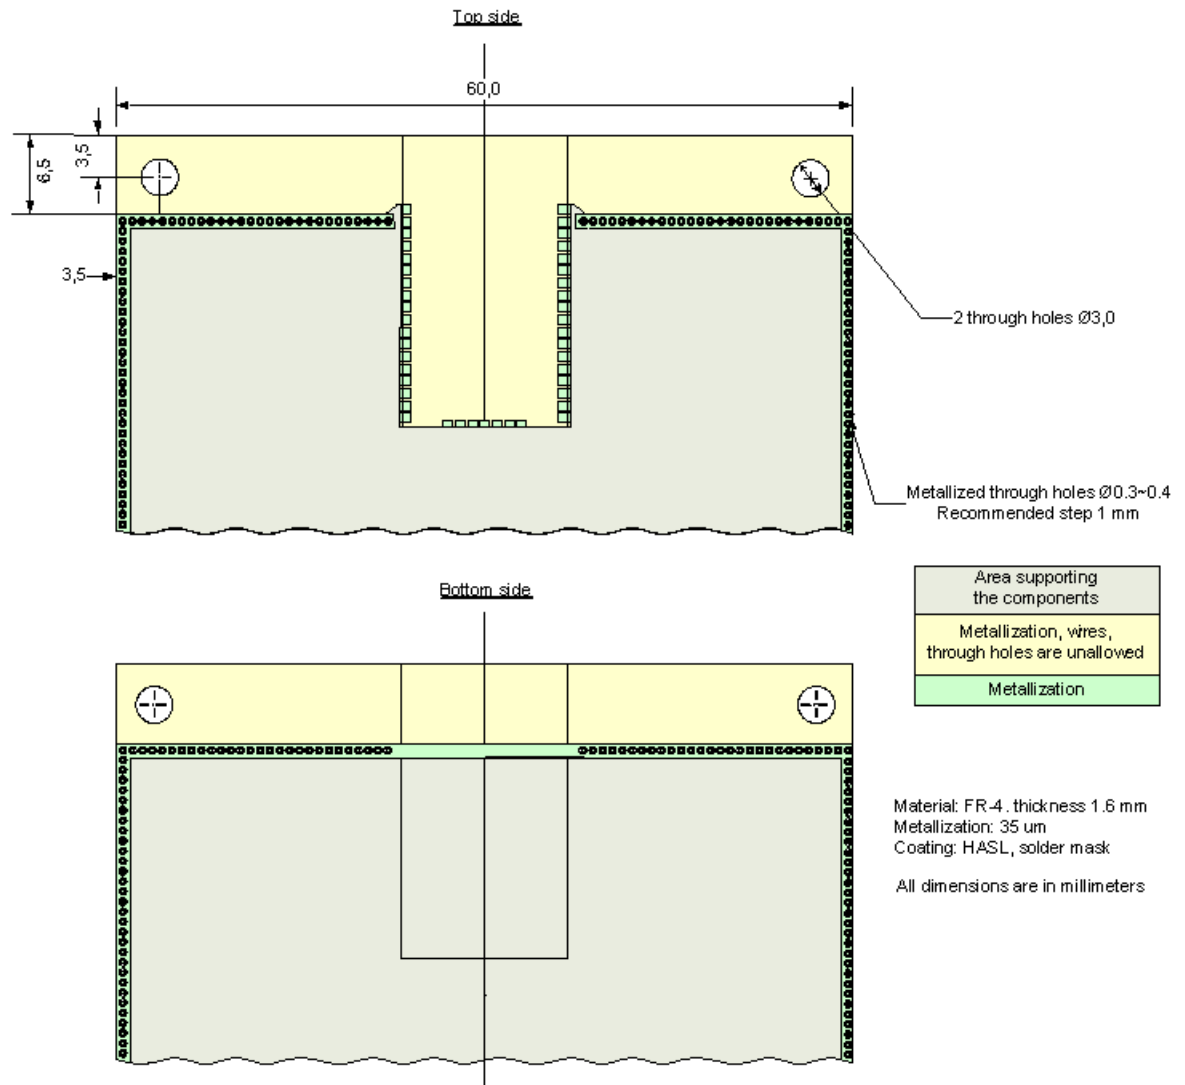 Top side
60,0
6,5
3,5
3,5
2 through holes Ø3,0
Metallized through holes Ø0.3~0.4
Recommended step 1 mm
Bottom side
Area supporting
the components
Metallization, wires,
through holes are unallowed
Metallization
Material: FR-4. thickness 1.6 mm
Metallization: 35 um
Coating: HASL, solder mask
All dimensions are in millimeters